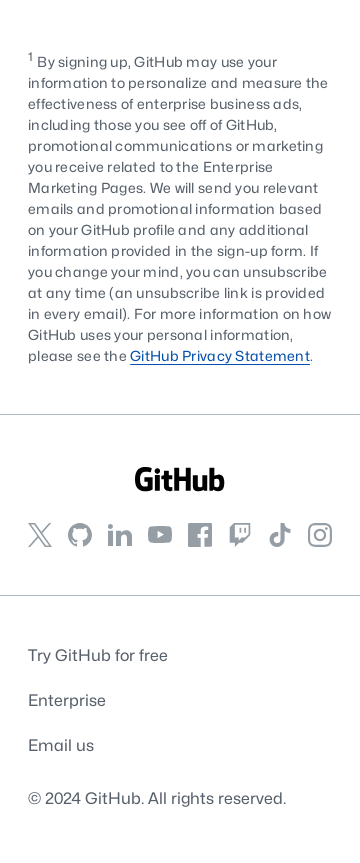 1 By signing up, GitHub may use your
information to personalize and measure the
effectiveness of enterprise business ads,
including those you see off of GitHub,
promotional communications or marketing
you receive related to the Enterprise
Marketing Pages. We will send you relevant
emails and promotional information based
on your GitHub profile and any additional
information provided in the sign-up form. If
you change your mind, you can unsubscribe
at any time (an unsubscribe link is provided
in every email). For more information on how
GitHub uses your personal information,
please see the GitHub Privacy Statement.
GitHub
Try GitHub for free
Enterprise
Email us
© 2024 GitHub. All rights reserved.